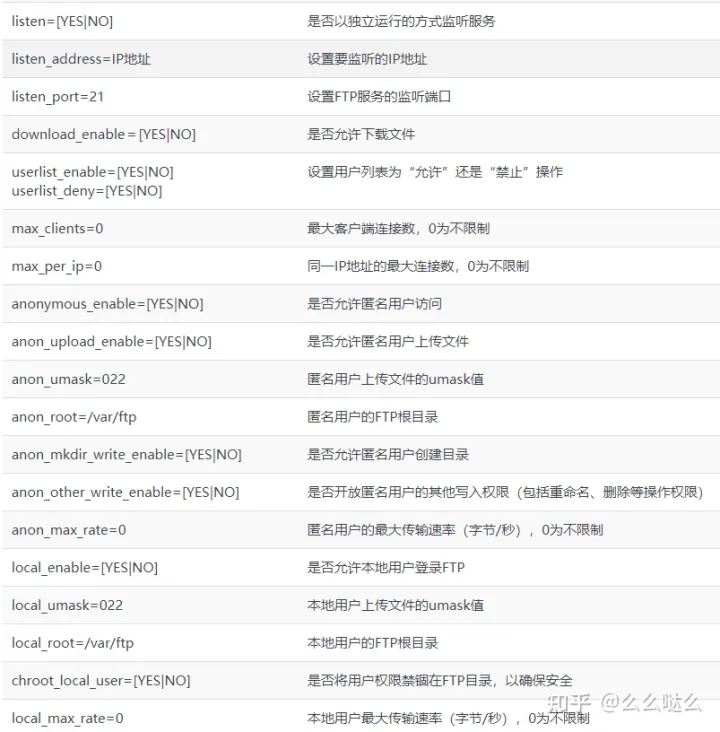 listen=[YES|NO] 是否以独立运行的方式监听服务
listen_address=IP地址 设置要监听的IP地址
listen_port=21 设置FTP服务的监听端口
download_enable=[YES|NO] 是否允许下载文件
userlist_enable=[YES|NO] 设置用户列表为“允许”还是“禁止”操作
userlist_deny=[YES|NO]
max_clients=0 最大客户端连接数，0为不限制
max_per_ip=0 同一IP地址的最大连接数，0为不限制
anonymous_enable=[YES|NO] 是否允许匿名用户访问
anon_upload_enable=[YES|NO] 是否允许匿名用户上传文件
anon_umask=022 匿名用户上传文件的umask值
anon_root=/var/ftp 匿名用户的FTP根目录
anon_mkdir_write_enable=[YES|NO] 是否允许匿名用户创建目录
anon_other_write_enable=[YES|NO] 是否开放匿名用户的其他写入权限（包括重命名、删除等操作权限）
anon_max_rate=0 匿名用户的最大传输速率（字节/秒），0为不限制
local_enable=[YES|NO] 是否允许本地用户登录FTP
local_umask=022 本地用户上传文件的umask值
local_root=/var/ftp 本地用户的FTP根目录
chroot_local_user=[YES|NO] 是否将用户权限禁锢在FTP目录，以确保安全
local_max_rate=0 本地用户最大传输速率（字节/秒），0为不限制
知乎 @么么哒么